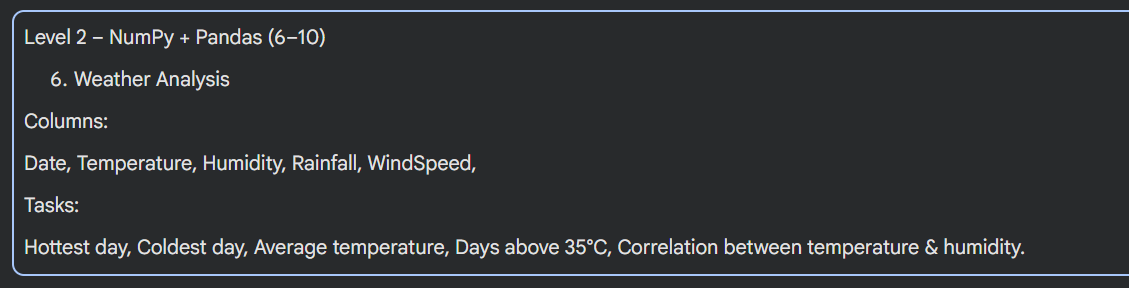 Level 2 – NumPy + Pandas (6–10)
6. Weather Analysis
Columns:
Date, Temperature, Humidity, Rainfall, WindSpeed,
Tasks:
Hottest day, Coldest day, Average temperature, Days above 35°C, Correlation between temperature & humidity.